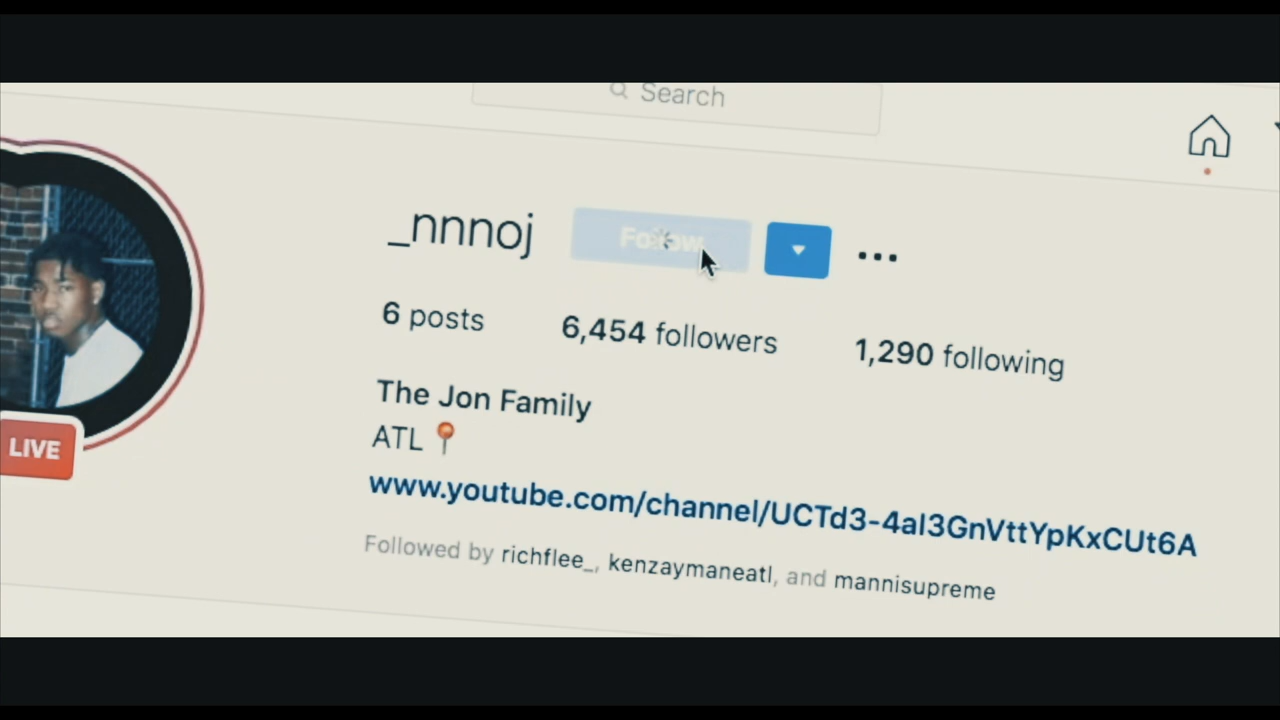 Search
_nnnoj Follow
6 posts 6,454 followers 1,290 following
The Jon Family
ATL
www.youtube.com/channel/UCTd3-4al3GnVttYpKxCUt6A
Followed by richflee_, kenzaymaneatl, and mannisupreme
LIVE